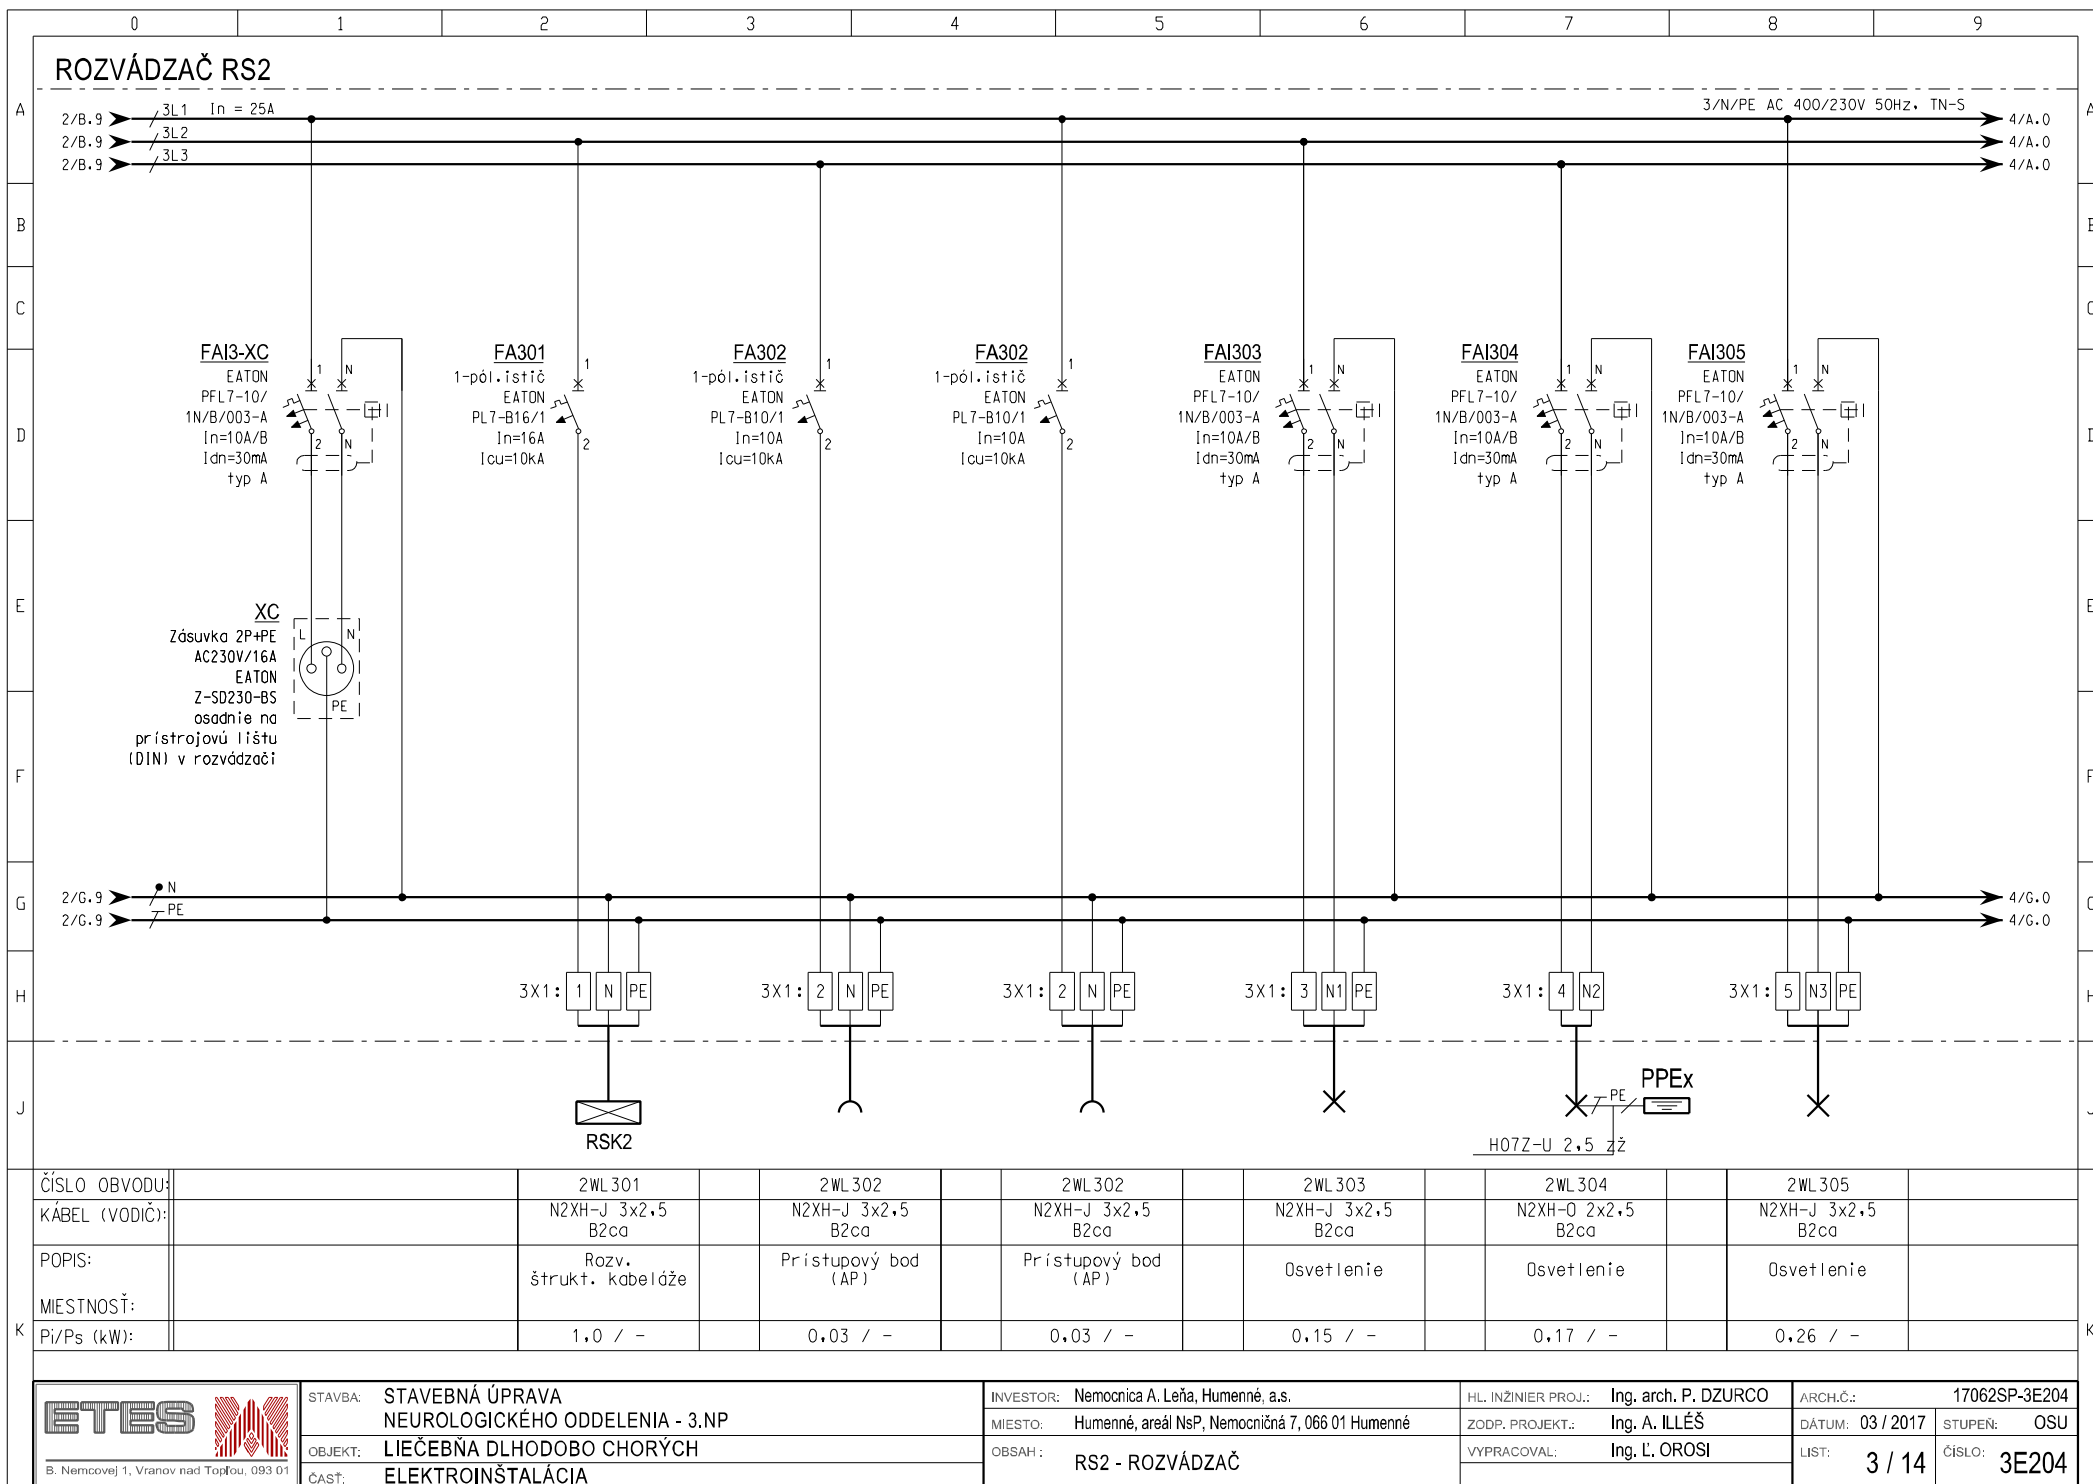 0 1 2 3 4 5 6 7 8 9
ROZVÁDZAČ RS2
A
2/B.9 3L1 In = 25A 3/N/PE AC 400/230V 50Hz, TN-S 4/A.0
2/B.9 3L2 4/A.0
2/B.9 3L3 4/A.0
B
C
D
FAI3-XC
EATON
PFL7-10/
1N/B/003-A
In=10A/B
Idn=30mA
typ A
1 N
2 N
FA301
1-pól.istič
EATON
PL7-B16/1
In=16A
Icu=10kA
1
2
FA302
1-pól.istič
EATON
PL7-B10/1
In=10A
Icu=10kA
1
2
FA302
1-pól.istič
EATON
PL7-B10/1
In=10A
Icu=10kA
1
2
FAI303
EATON
PFL7-10/
1N/B/003-A
In=10A/B
Idn=30mA
typ A
1 N
2 N
FAI304
EATON
PFL7-10/
1N/B/003-A
In=10A/B
Idn=30mA
typ A
1 N
2 N
FAI305
EATON
PFL7-10/
1N/B/003-A
In=10A/B
Idn=30mA
typ A
1 N
2 N
E
XC
Zásuvka 2P+PE
AC230V/16A
EATON
Z-SD230-BS
osadnie na
prístrojovú lištu
(DIN) v rozvádzači
L N
PE
F
G
2/G.9 N 4/G.0
2/G.9 PE 4/G.0
H
3X1: 1 N PE
3X1: 2 N PE
3X1: 2 N PE
3X1: 3 N1 PE
3X1: 4 N2
3X1: 5 N3 PE
J
RSK2
PE PPEx
H07Z-U 2,5 zž
K
ČÍSLO OBVODU: 2WL301 2WL302 2WL302 2WL303 2WL304 2WL305
KÁBEL (VODIČ): N2XH-J 3x2,5 N2XH-J 3x2,5 N2XH-J 3x2,5 N2XH-J 3x2,5 N2XH-O 2x2,5 N2XH-J 3x2,5
B2ca B2ca B2ca B2ca B2ca B2ca
POPIS: Rozv. Prístupový bod Prístupový bod Osvetlenie Osvetlenie Osvetlenie
štrukt. kabeláže (AP) (AP)
MIESTNOSŤ:
Pi/Ps (kW): 1,0 / - 0,03 / - 0,03 / - 0,15 / - 0,17 / - 0,26 / -
ETES
B. Nemcovej 1, Vranov nad Topľou, 093 01
STAVBA: STAVEBNÁ ÚPRAVA
NEUROLOGICKÉHO ODDELENIA - 3.NP
OBJEKT: LIEČEBŇA DLHODOBO CHORÝCH
ČASŤ: ELEKTROINŠTALÁCIA
INVESTOR: Nemocnica A. Leňa, Humenné, a.s.
MIESTO: Humenné, areál NsP, Nemocničná 7, 066 01 Humenné
OBSAH: RS2 - ROZVÁDZAČ
HL. INŽINIER PROJ.: Ing. arch. P. DZURCO
ZODP. PROJEKT.: Ing. A. ILLÉŠ
VYPRACOVAL: Ing. Ľ. OROSI
ARCH.Č.: 17062SP-3E204
DÁTUM: 03 / 2017 STUPEŇ: OSU
LIST: 3 / 14 ČÍSLO: 3E204